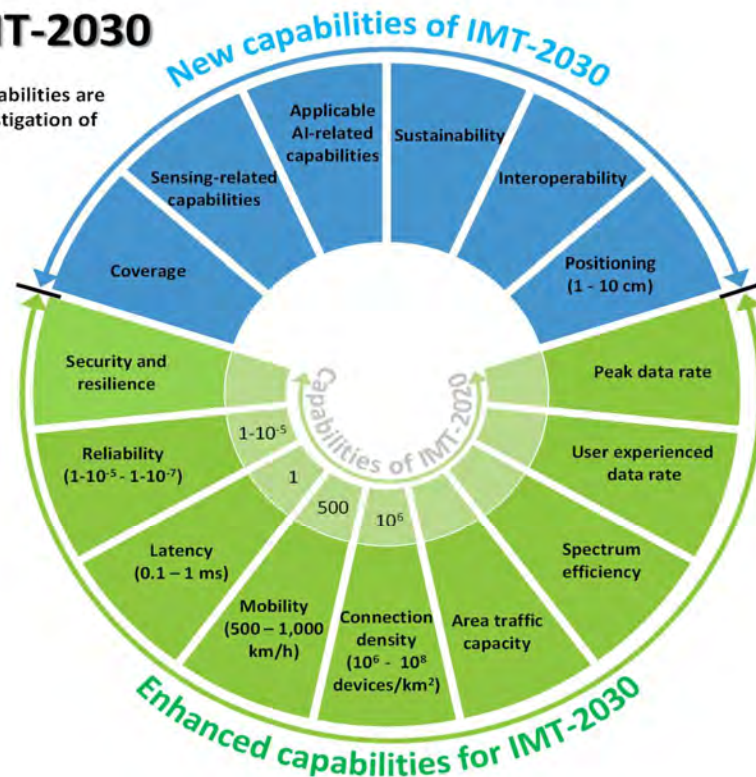 MT-2030
abilities are
stigation of
New capabilities of IMT-2030
Coverage
Sensing-related
capabilities
Applicable
AI-related
capabilities
Sustainability
Interoperability
Positioning
(1 - 10 cm)
Security and
resilience
Reliability
(1-10⁻⁵ - 1-10⁻⁷)
Latency
(0.1 – 1 ms)
Mobility
(500 – 1,000
km/h)
Connection
density
(10⁶ - 10⁸
devices/km²)
Area traffic
capacity
Spectrum
efficiency
User experienced
data rate
Peak data rate
1-10⁻⁵
1
500
10⁶
Capabilities of IMT-2020
Enhanced capabilities for IMT-2030